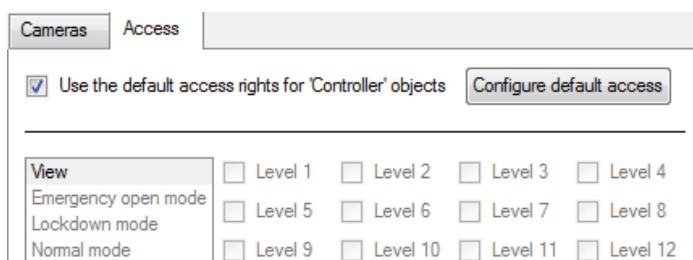 Cameras Access
Use the default access rights for 'Controller' objects Configure default access
View Level 1 Level 2 Level 3 Level 4
Emergency open mode
Lockdown mode Level 5 Level 6 Level 7 Level 8
Normal mode Level 9 Level 10 Level 11 Level 12